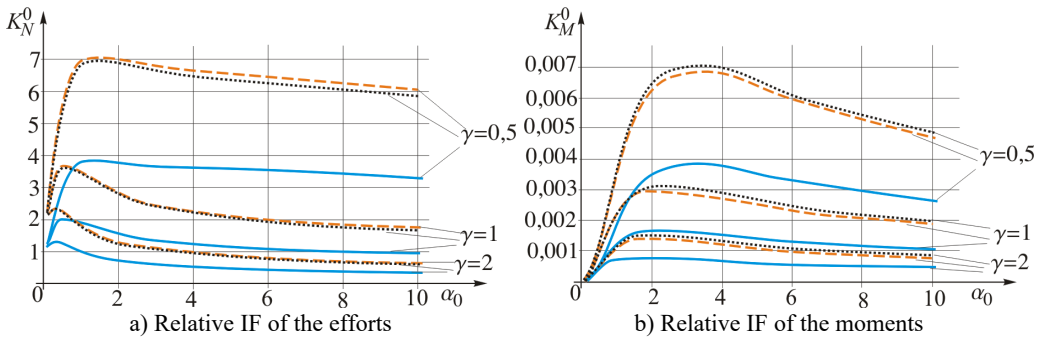 K_N^0
7
6
5
4
3
2
1
0
2
4
6
8
10
α₀
γ=0,5
γ=1
γ=2
a) Relative IF of the efforts
K_M^0
0,007
0,006
0,005
0,004
0,003
0,002
0,001
0
2
4
6
8
10
α₀
γ=0,5
γ=1
γ=2
b) Relative IF of the moments